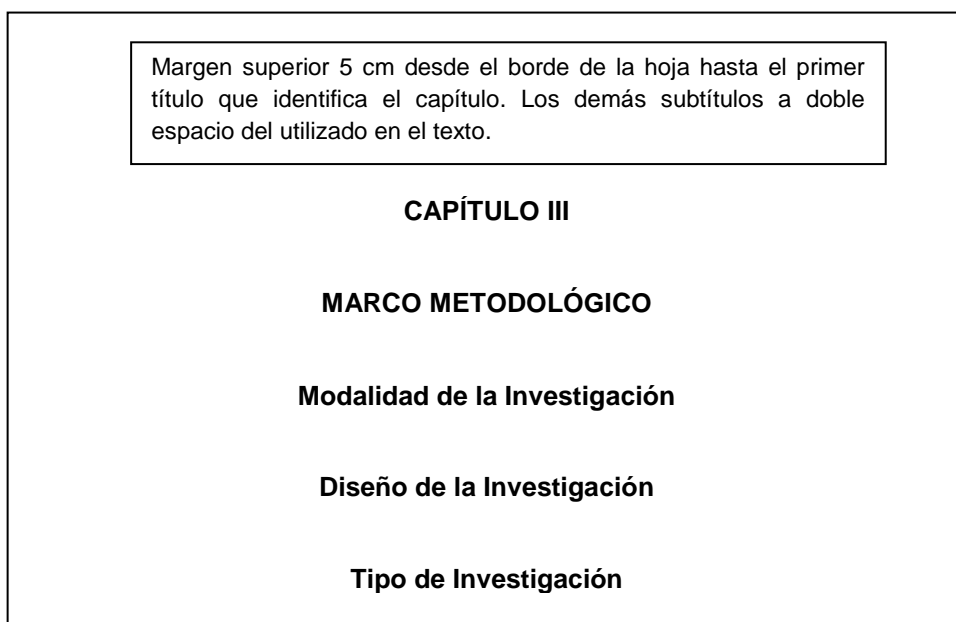 Margen superior 5 cm desde el borde de la hoja hasta el primer
título que identifica el capítulo. Los demás subtítulos a doble
espacio del utilizado en el texto.
CAPÍTULO III
MARCO METODOLÓGICO
Modalidad de la Investigación
Diseño de la Investigación
Tipo de Investigación